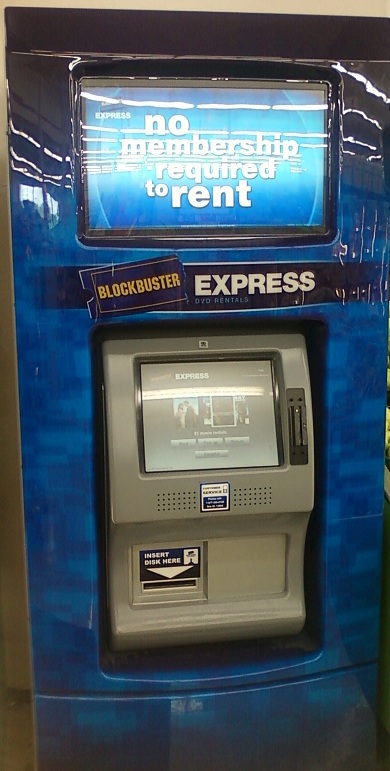 EXPRESS
no
membership
required
to rent
BLOCKBUSTER
EXPRESS
DVD RENTALS
EXPRESS
CUSTOMER
SERVICE
INSERT
DISK HERE